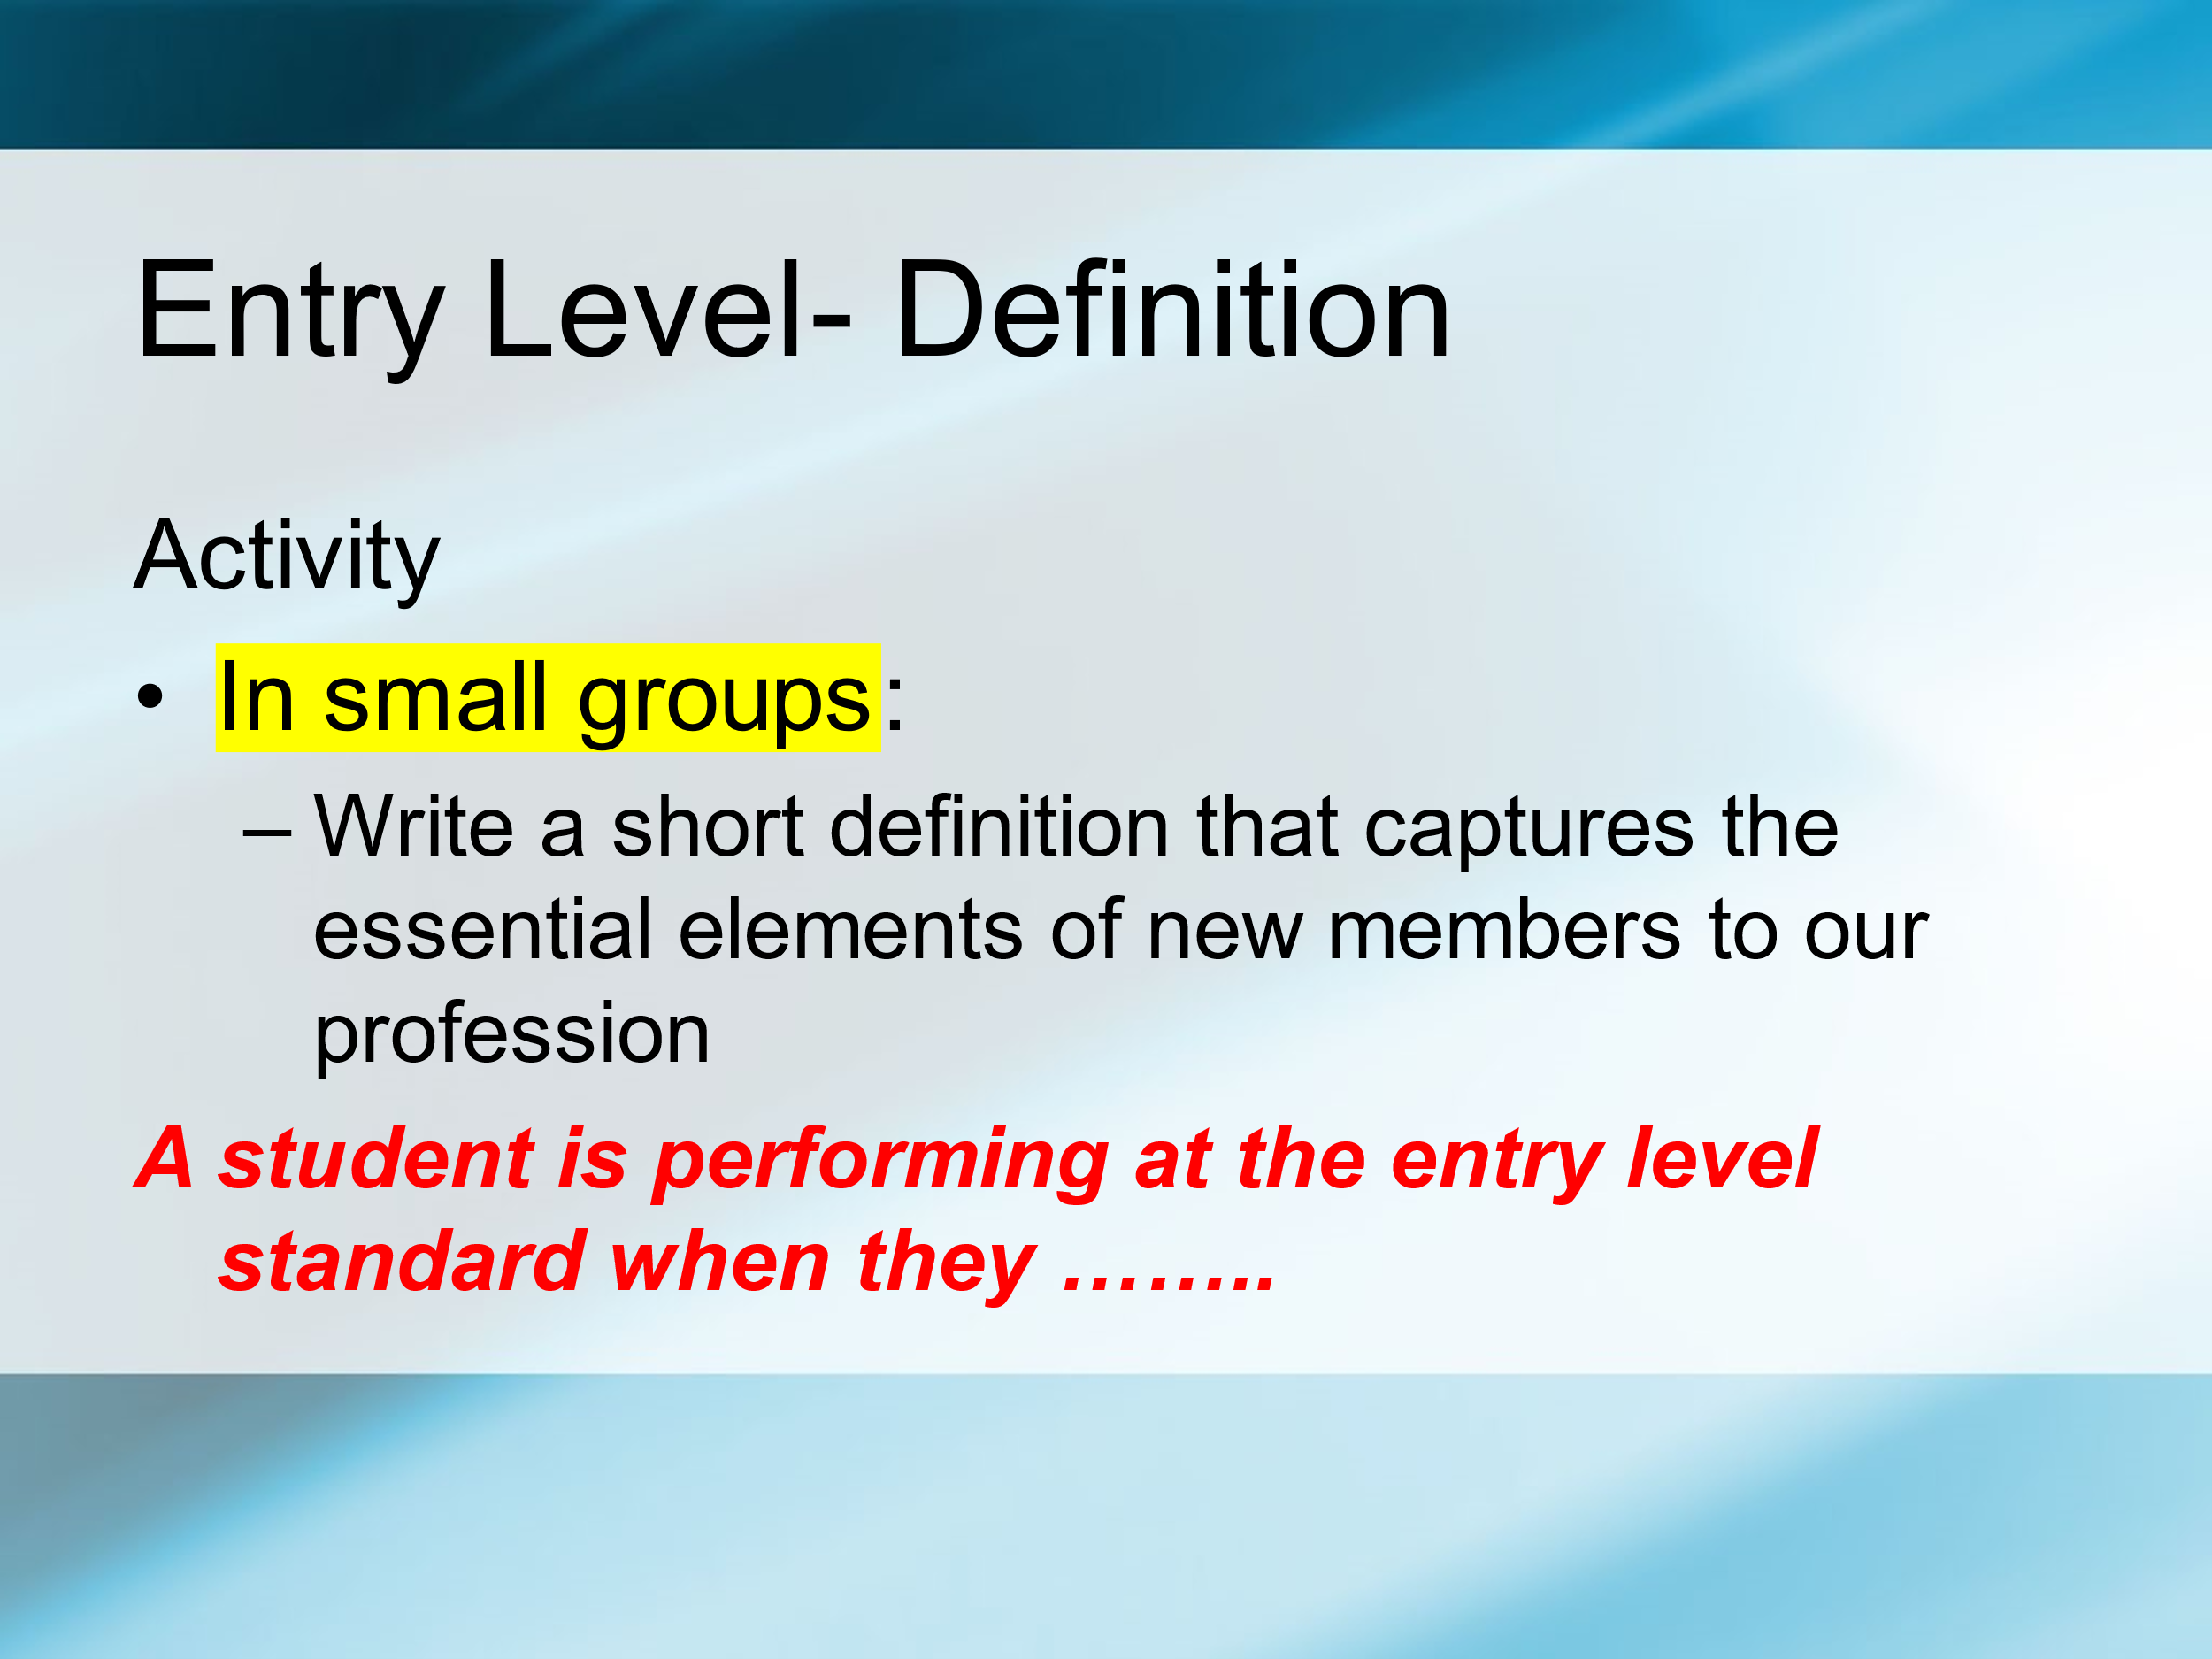 Entry Level- Definition
Activity
• In small groups:
– Write a short definition that captures the
essential elements of new members to our
profession
A student is performing at the entry level
standard when they ……..